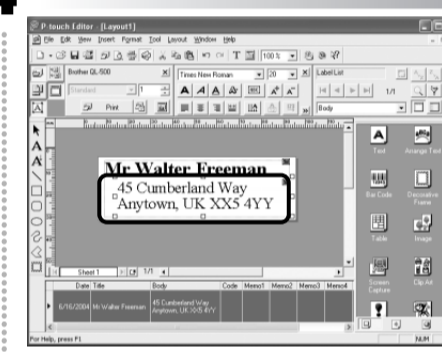 P-touch Editor - [Layout1]
File Edit View Insert Format Tool Layout Window Help
100 %
Brother QL-500
Times New Roman
20
Label List
Standard
1
1/1
Print
Body
Mr Walter Freeman
45 Cumberland Way
Anytown, UK XX5 4YY
Text
Arrange Text
Bar Code
Decorative Frame
Table
Image
Screen Capture
Clip Art
Sheet 1
1/1
Date Title Body Code Memo1 Memo2 Memo3 Memo4
6/16/2004 Mr Walter Freeman 45 Cumberland Way
Anytown, UK XX5 4YY
For Help, press F1
NUM